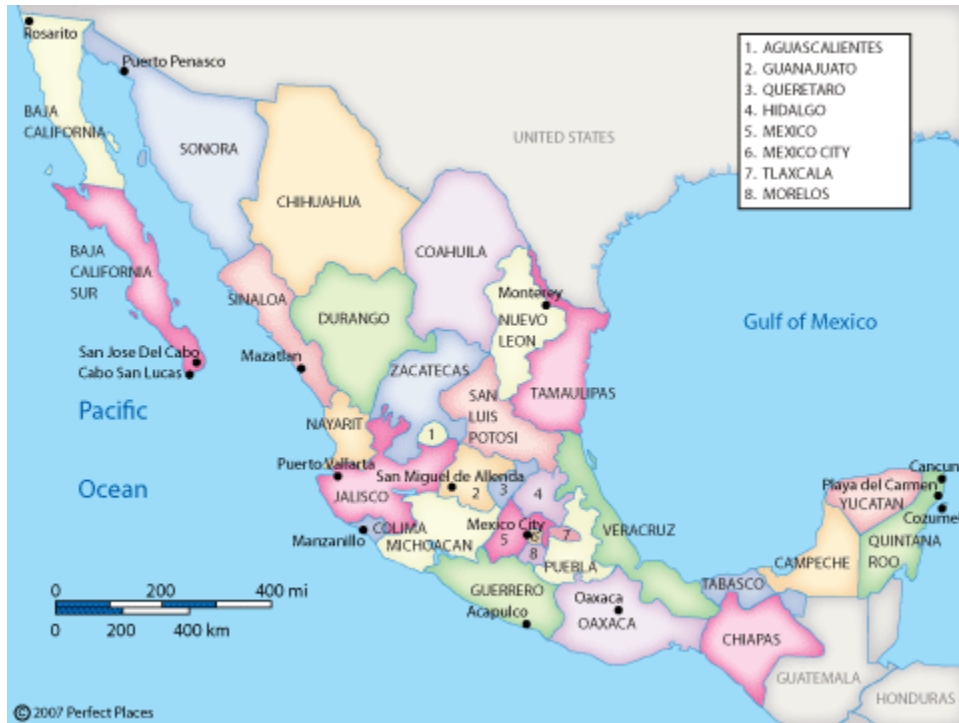 Rosarito
Puerto Penasco
BAJA
CALIFORNIA
SONORA
CHIHUAHUA
UNITED STATES
1. AGUASCALIENTES
2. GUANAJUATO
3. QUERETARO
4. HIDALGO
5. MEXICO
6. MEXICO CITY
7. TLAXCALA
8. MORELOS
BAJA
CALIFORNIA
SUR
COAHUILA
SINALOA
DURANGO
Monterey
NUEVO
LEON
Gulf of Mexico
San Jose Del Cabo
Cabo San Lucas
Mazatlan
ZACATECAS
SAN
LUIS
POTOSI
TAMAULIPAS
Pacific
Ocean
NAYARIT
1
Puerto Vallarta
San Miguel de Allenda
JALISCO
2
3
4
Cancun
Playa del Carmen
YUCATAN
Cozumel
Manzanillo
COLIMA
MICHOACAN
Mexico City
5
6
7
8
VERACRUZ
PUEBLA
CAMPECHE
QUINTANA
ROO
TABASCO
GUERRERO
Acapulco
Oaxaca
OAXACA
CHIAPAS
GUATEMALA
HONDURAS
0 200 400 mi
0 200 400 km
© 2007 Perfect Places